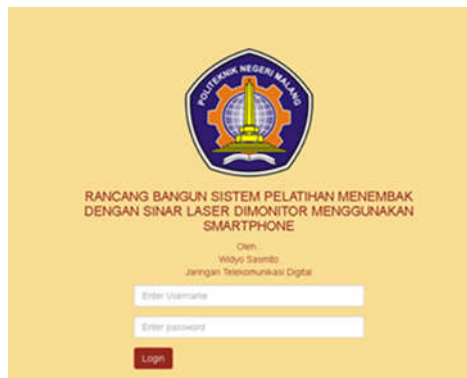 POLITEKNIK NEGERI MALANG
RANCANG BANGUN SISTEM PELATIHAN MENEMBAK
DENGAN SINAR LASER DIMONITOR MENGGUNAKAN
SMARTPHONE
Oleh :
Widyo Sasmito
Jaringan Telekomunikasi Digital
Enter Username
Enter password
Login